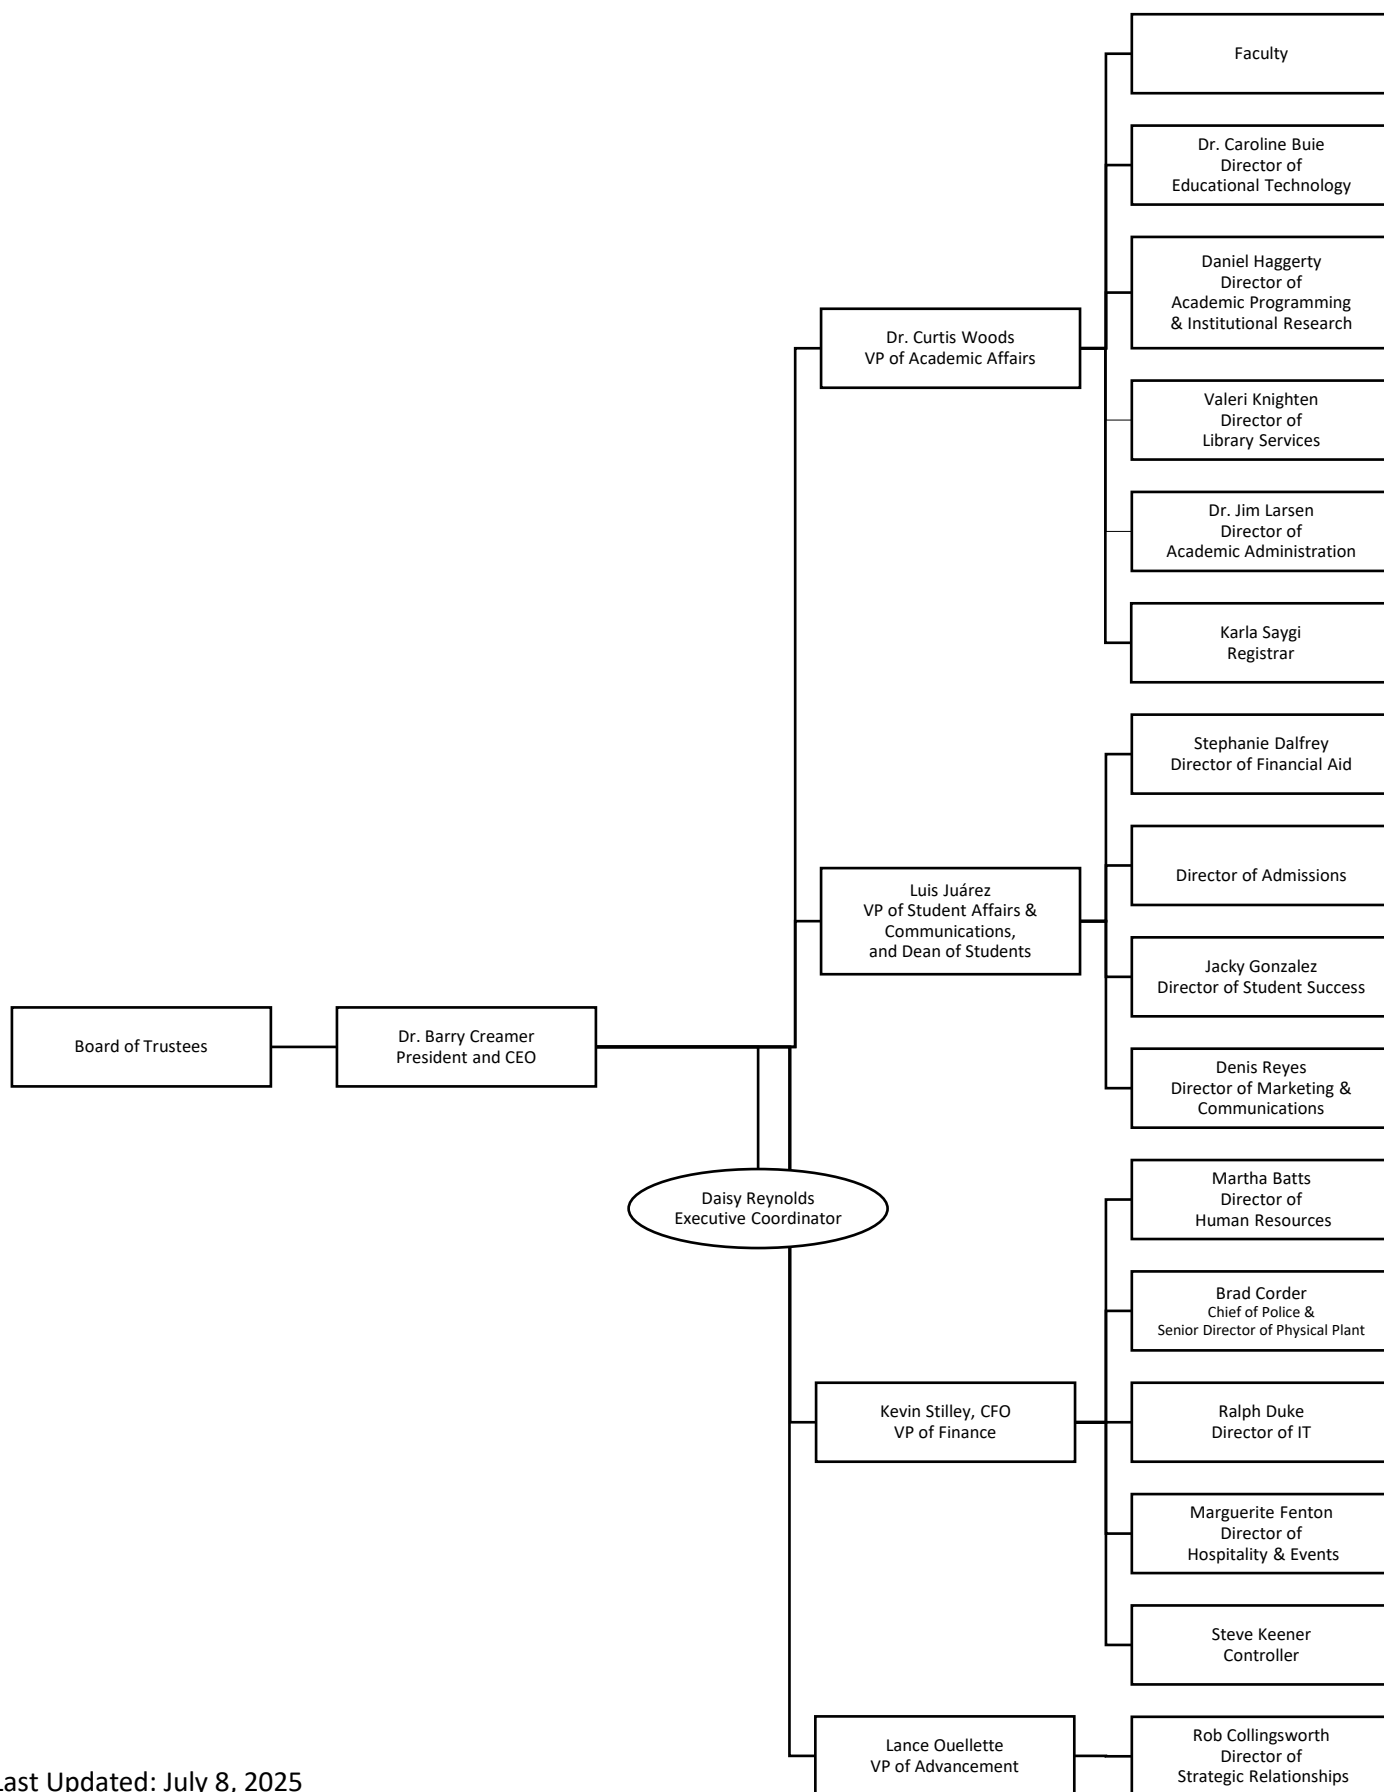 Faculty
Dr. Caroline Buie
Director of
Educational Technology
Daniel Haggerty
Director of
Academic Programming
& Institutional Research
Dr. Curtis Woods
VP of Academic Affairs
Valeri Knighten
Director of
Library Services
Dr. Jim Larsen
Director of
Academic Administration
Karla Saygi
Registrar
Stephanie Dalfrey
Director of Financial Aid
Director of Admissions
Luis Juárez
VP of Student Affairs &
Communications,
and Dean of Students
Jacky Gonzalez
Director of Student Success
Board of Trustees
Dr. Barry Creamer
President and CEO
Denis Reyes
Director of Marketing &
Communications
Daisy Reynolds
Executive Coordinator
Martha Batts
Director of
Human Resources
Brad Corder
Chief of Police &
Senior Director of Physical Plant
Kevin Stilley, CFO
VP of Finance
Ralph Duke
Director of IT
Marguerite Fenton
Director of
Hospitality & Events
Steve Keener
Controller
Lance Ouellette
VP of Advancement
Rob Collingsworth
Director of
Strategic Relationships
Last Updated: July 8, 2025